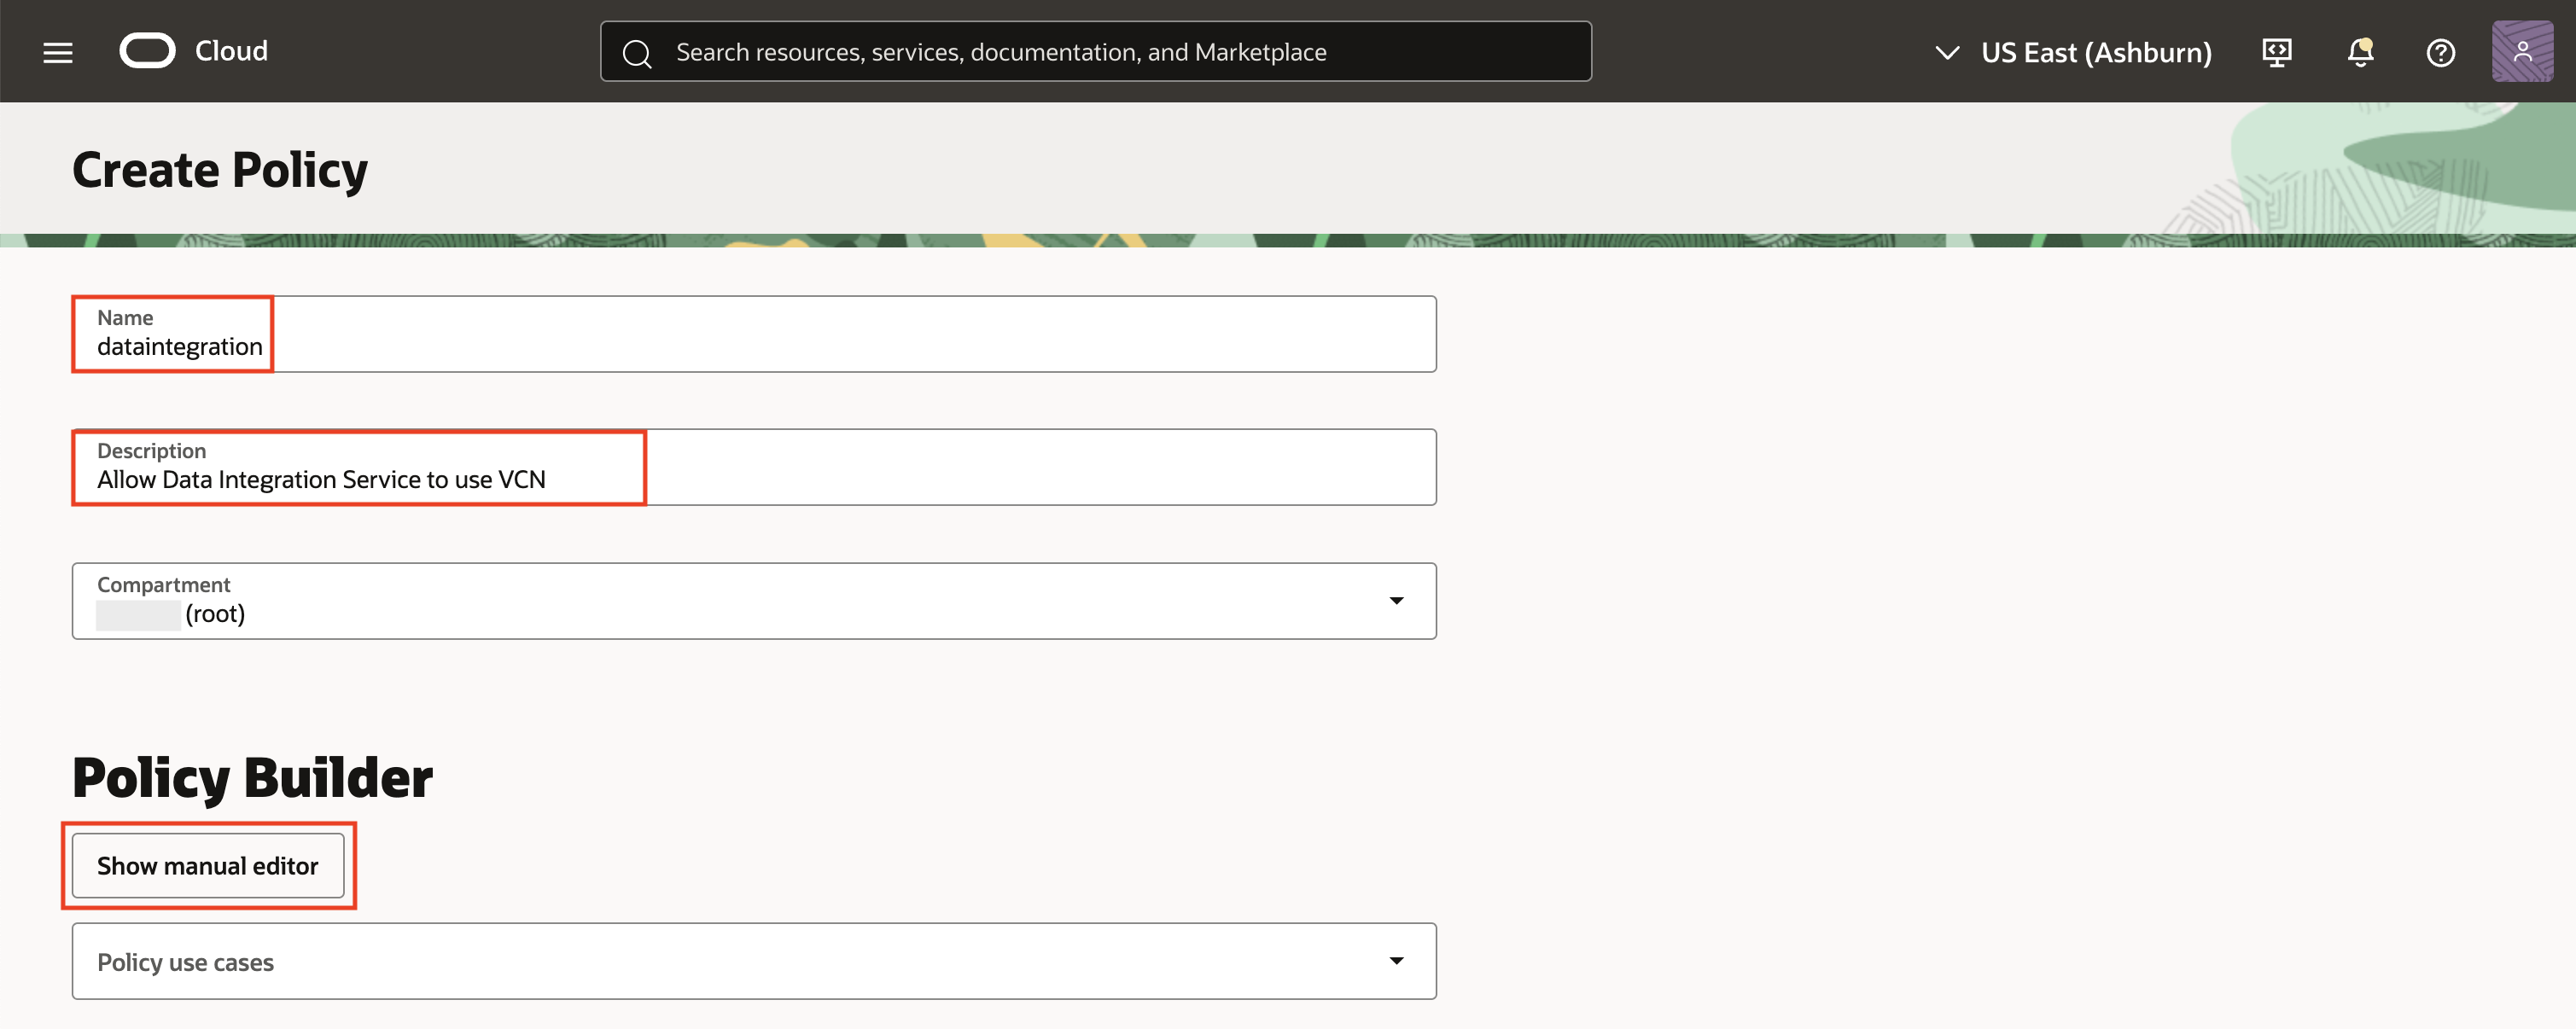 Cloud
Search resources, services, documentation, and Marketplace
US East (Ashburn)
Create Policy
Name
dataintegration
Description
Allow Data Integration Service to use VCN
Compartment
(root)
Policy Builder
Show manual editor
Policy use cases